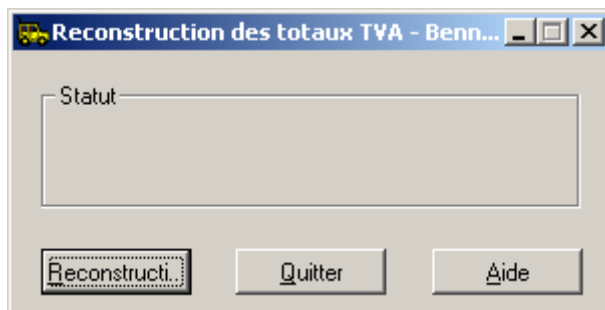 Reconstruction des totaux TVA - Benn...
Statut
Reconstructi..
Quitter
Aide